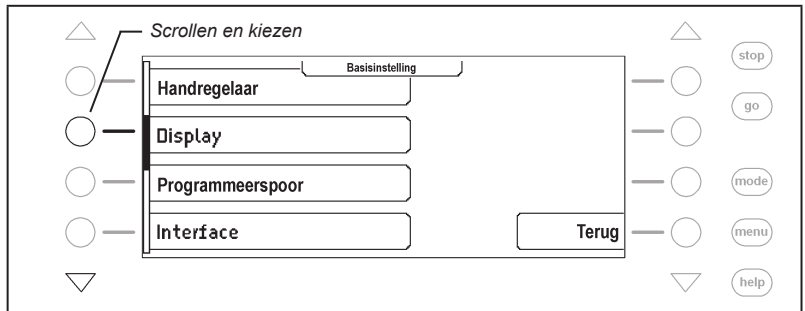 Scrollen en kiezen
stop
Basisinstelling
Handregelaar
go
Display
Programmeerspoor
mode
Interface
Terug
menu
help